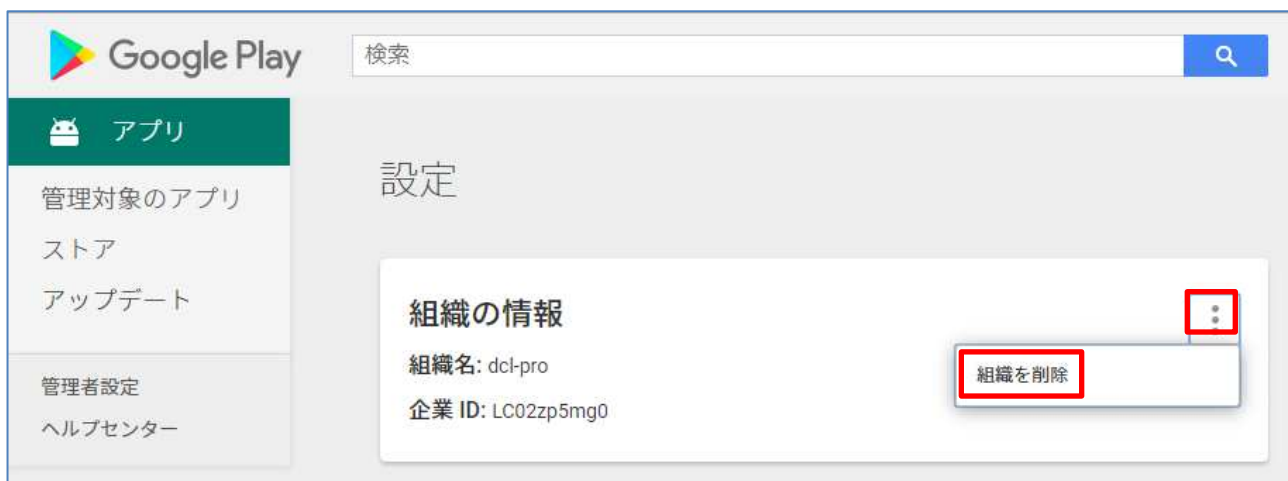 Google Play
検索
アプリ
管理対象のアプリ
ストア
アップデート
管理者設定
ヘルプセンター
設定
組織の情報
組織名: dcl-pro
企業 ID: LC02zp5mg0
組織を削除